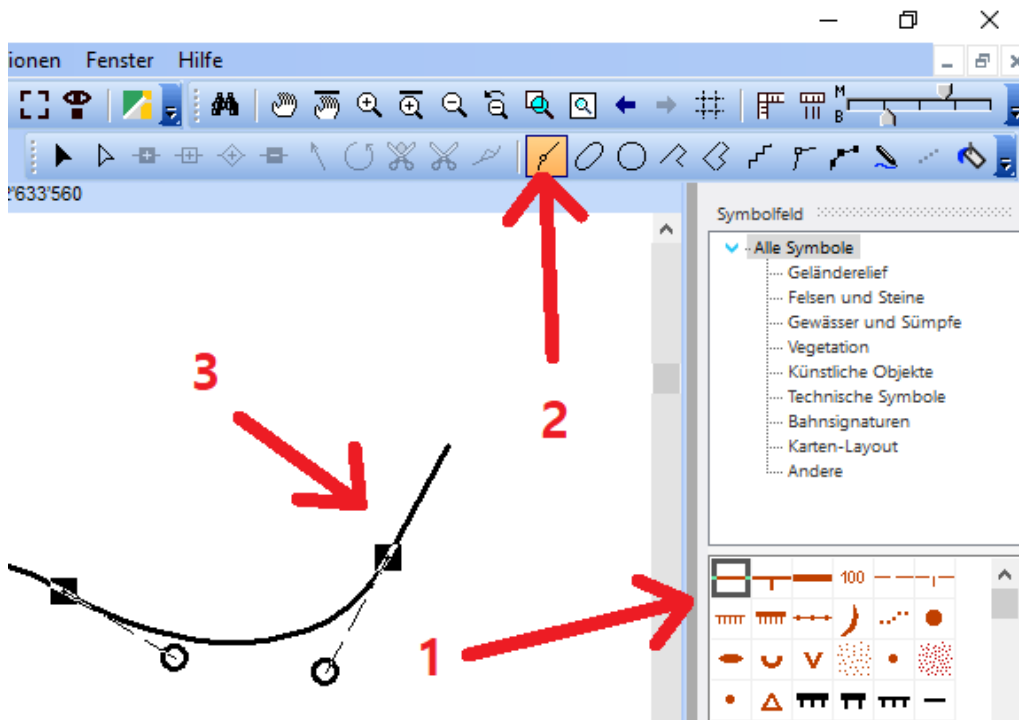 ionen Fenster Hilfe
M
B
2'633'560
Symbolfeld
Alle Symbole
Geländerelief
Felsen und Steine
Gewässer und Sümpfe
Vegetation
Künstliche Objekte
Technische Symbole
Bahnsignaturen
Karten-Layout
Andere
3
2
1
100